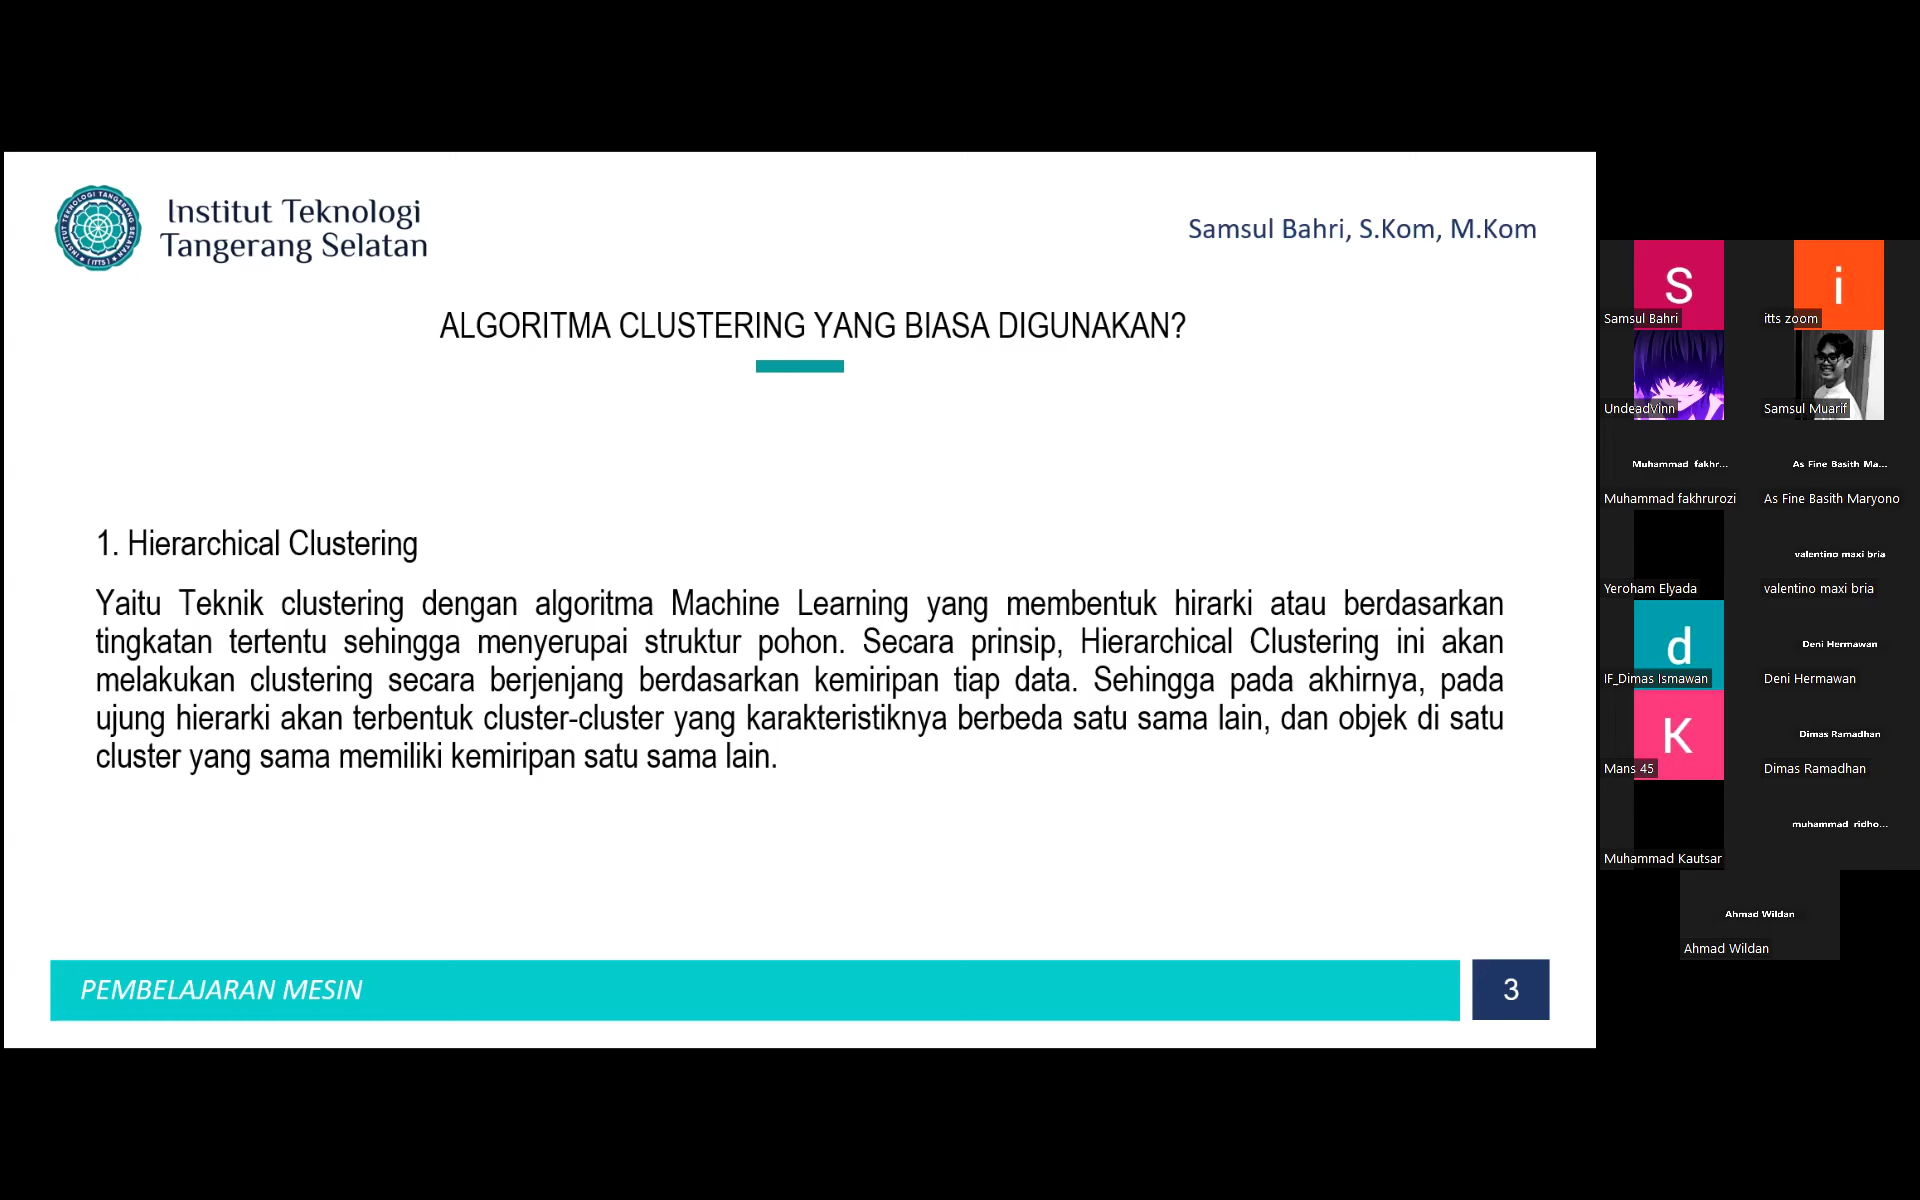 Institut Teknologi
Tangerang Selatan
INSTITUT TEKNOLOGI TANGERANG SELATAN
(ITTS)
Samsul Bahri, S.Kom, M.Kom
ALGORITMA CLUSTERING YANG BIASA DIGUNAKAN?
1. Hierarchical Clustering
Yaitu Teknik clustering dengan algoritma Machine Learning yang membentuk hirarki atau berdasarkan
tingkatan tertentu sehingga menyerupai struktur pohon. Secara prinsip, Hierarchical Clustering ini akan
melakukan clustering secara berjenjang berdasarkan kemiripan tiap data. Sehingga pada akhirnya, pada
ujung hierarki akan terbentuk cluster-cluster yang karakteristiknya berbeda satu sama lain, dan objek di satu
cluster yang sama memiliki kemiripan satu sama lain.
PEMBELAJARAN MESIN
3
S
Samsul Bahri
i
itts zoom
UndeadVinn
Samsul Muarif
Muhammad fakhr...
Muhammad fakhrurozi
As Fine Basith Ma...
As Fine Basith Maryono
Yeroham Elyada
valentino maxi bria
valentino maxi bria
d
IF_Dimas Ismawan
Deni Hermawan
Deni Hermawan
K
Mans 45
Dimas Ramadhan
Dimas Ramadhan
Muhammad Kautsar
muhammad ridho...
Ahmad Wildan
Ahmad Wildan